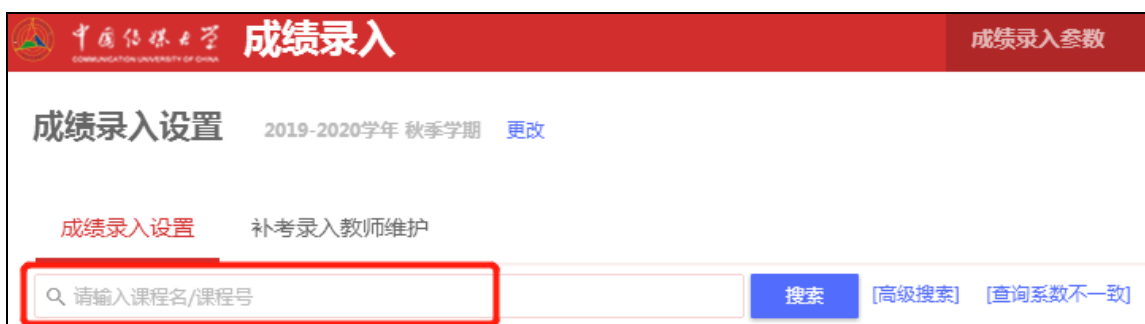 中国传媒大学 成绩录入 成绩录入参数
COMMUNICATION UNIVERSITY OF CHINA
成绩录入设置 2019-2020学年 秋季学期 更改
成绩录入设置 补考录入教师维护
请输入课程名/课程号 搜索 [高级搜索] [查询系数不一致]